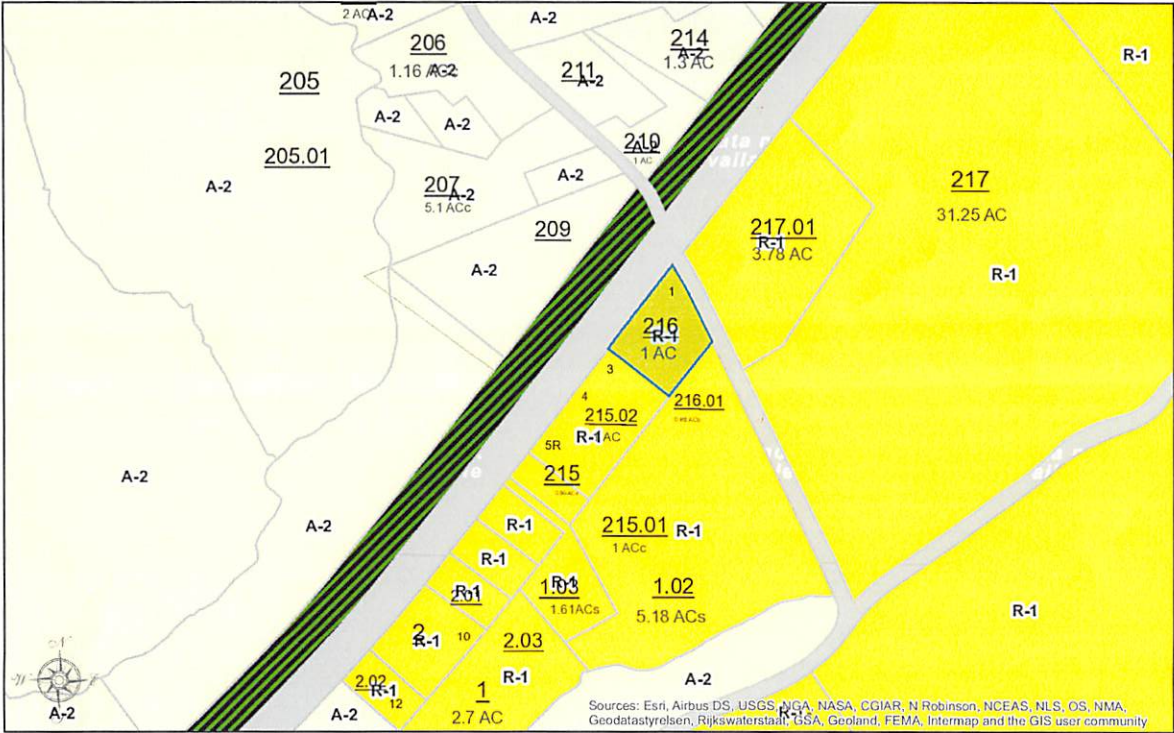 2 AC
A-2
A-2
206
1.16 ACc
A-2
214
A-2
1.3 AC
R-1
205
211
A-2
A-2
A-2
210
A-2
1 AC
205.01
A-2
207
A-2
5.1 ACc
A-2
217
31.25 AC
209
217.01
R-1
3.78 AC
A-2
R-1
1
216
R-1
1 AC
3
4
215.02
R-1
AC
216.01
5R
215
A-2
A-2
R-1
215.01
R-1
1 ACc
R-1
R-1
2.01
R-1
1.03
1.61ACs
1.02
5.18 ACs
R-1
2
R-1
10
2.03
R-1
N
W
E
A-2
2.02
R-1
12
1
2.7 AC
A-2
A-2
R-1
Sources: Esri, Airbus DS, USGS, NGA, NASA, CGIAR, N Robinson, NCEAS, NLS, OS, NMA,
Geodatastyrelsen, Rijkswaterstaat, GSA, Geoland, FEMA, Intermap and the GIS user community